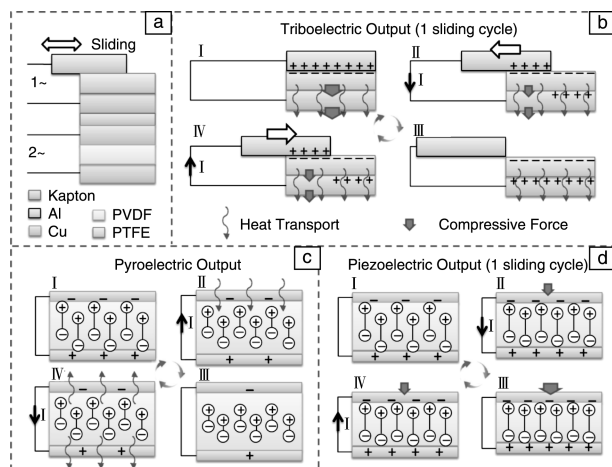 a
Sliding
1~
2~
Kapton
Al
PVDF
Cu
PTFE
b
Triboelectric Output (1 sliding cycle)
I
+ + + + + + + +
II
I
+ + + +
IV
I
+ + + +
+ + + +
III
+ + + + + + + +
Heat Transport
Compressive Force
c
Pyroelectric Output
I
II
I
IV
I
III
d
Piezoelectric Output (1 sliding cycle)
I
II
I
IV
I
III